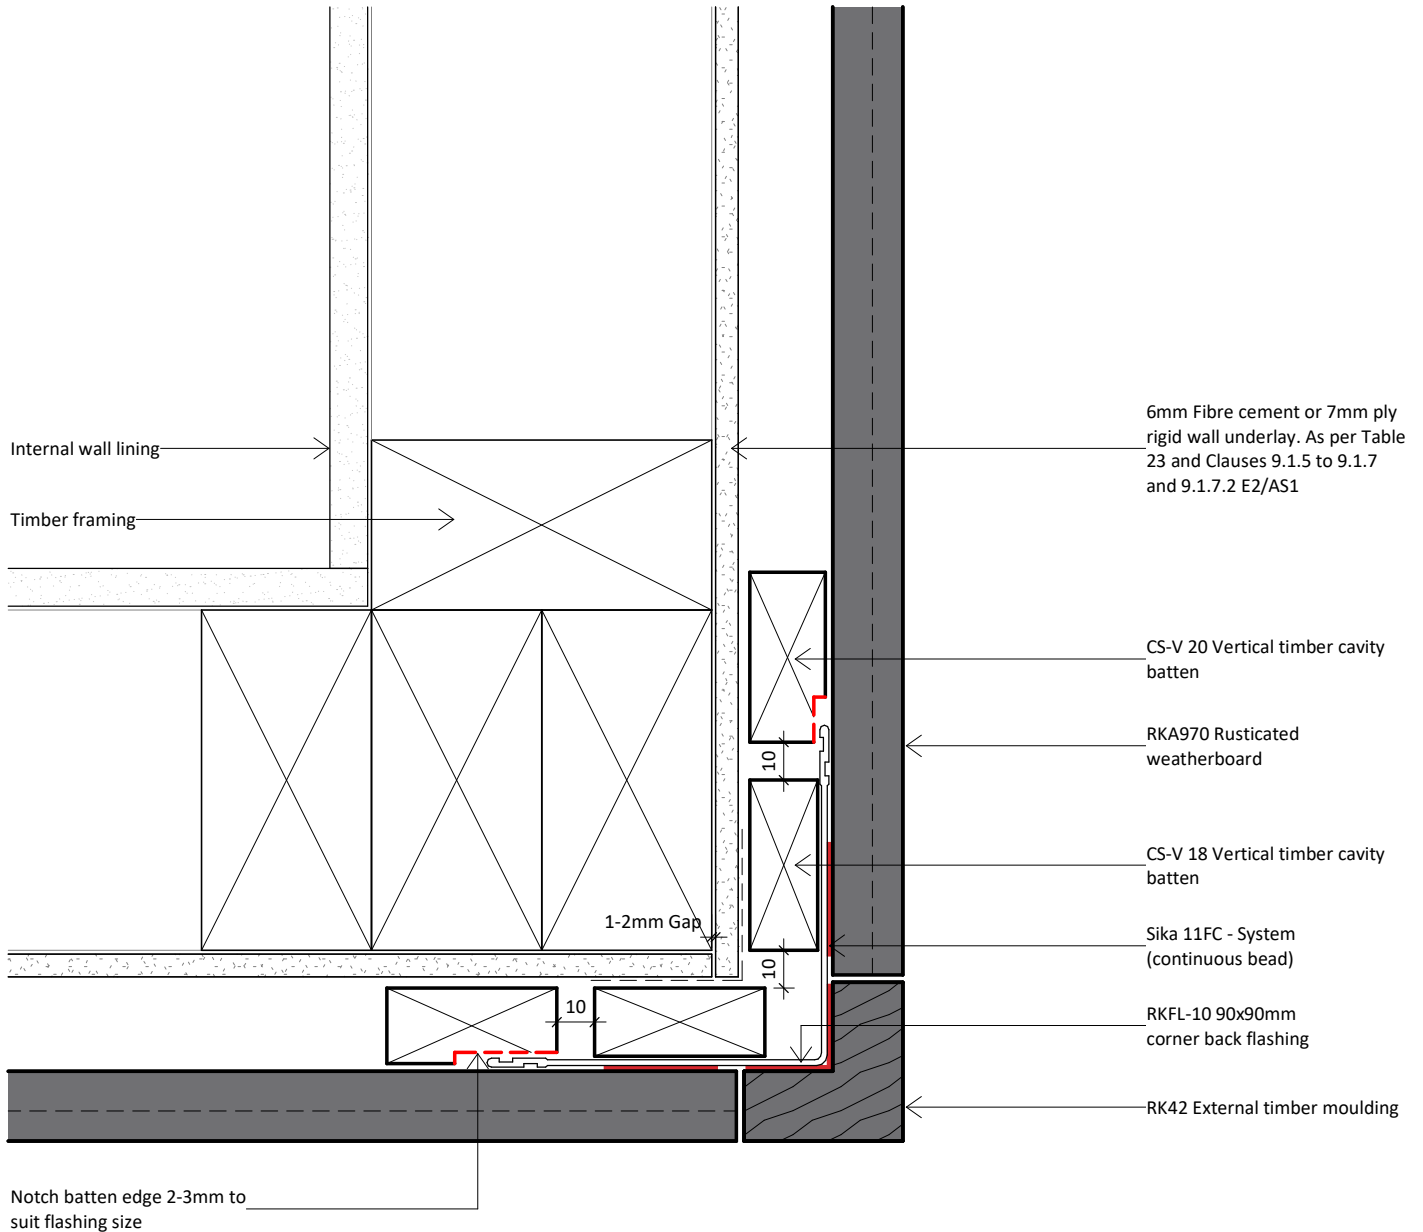 Internal wall lining
Timber framing
6mm Fibre cement or 7mm ply
rigid wall underlay. As per Table
23 and Clauses 9.1.5 to 9.1.7
and 9.1.7.2 E2/AS1
CS-V 20 Vertical timber cavity
batten
RKA970 Rusticated
weatherboard
10
CS-V 18 Vertical timber cavity
batten
1-2mm Gap
Sika 11FC - System
(continuous bead)
10
10
RKFL-10 90x90mm
corner back flashing
RK42 External timber moulding
Notch batten edge 2-3mm to
suit flashing size